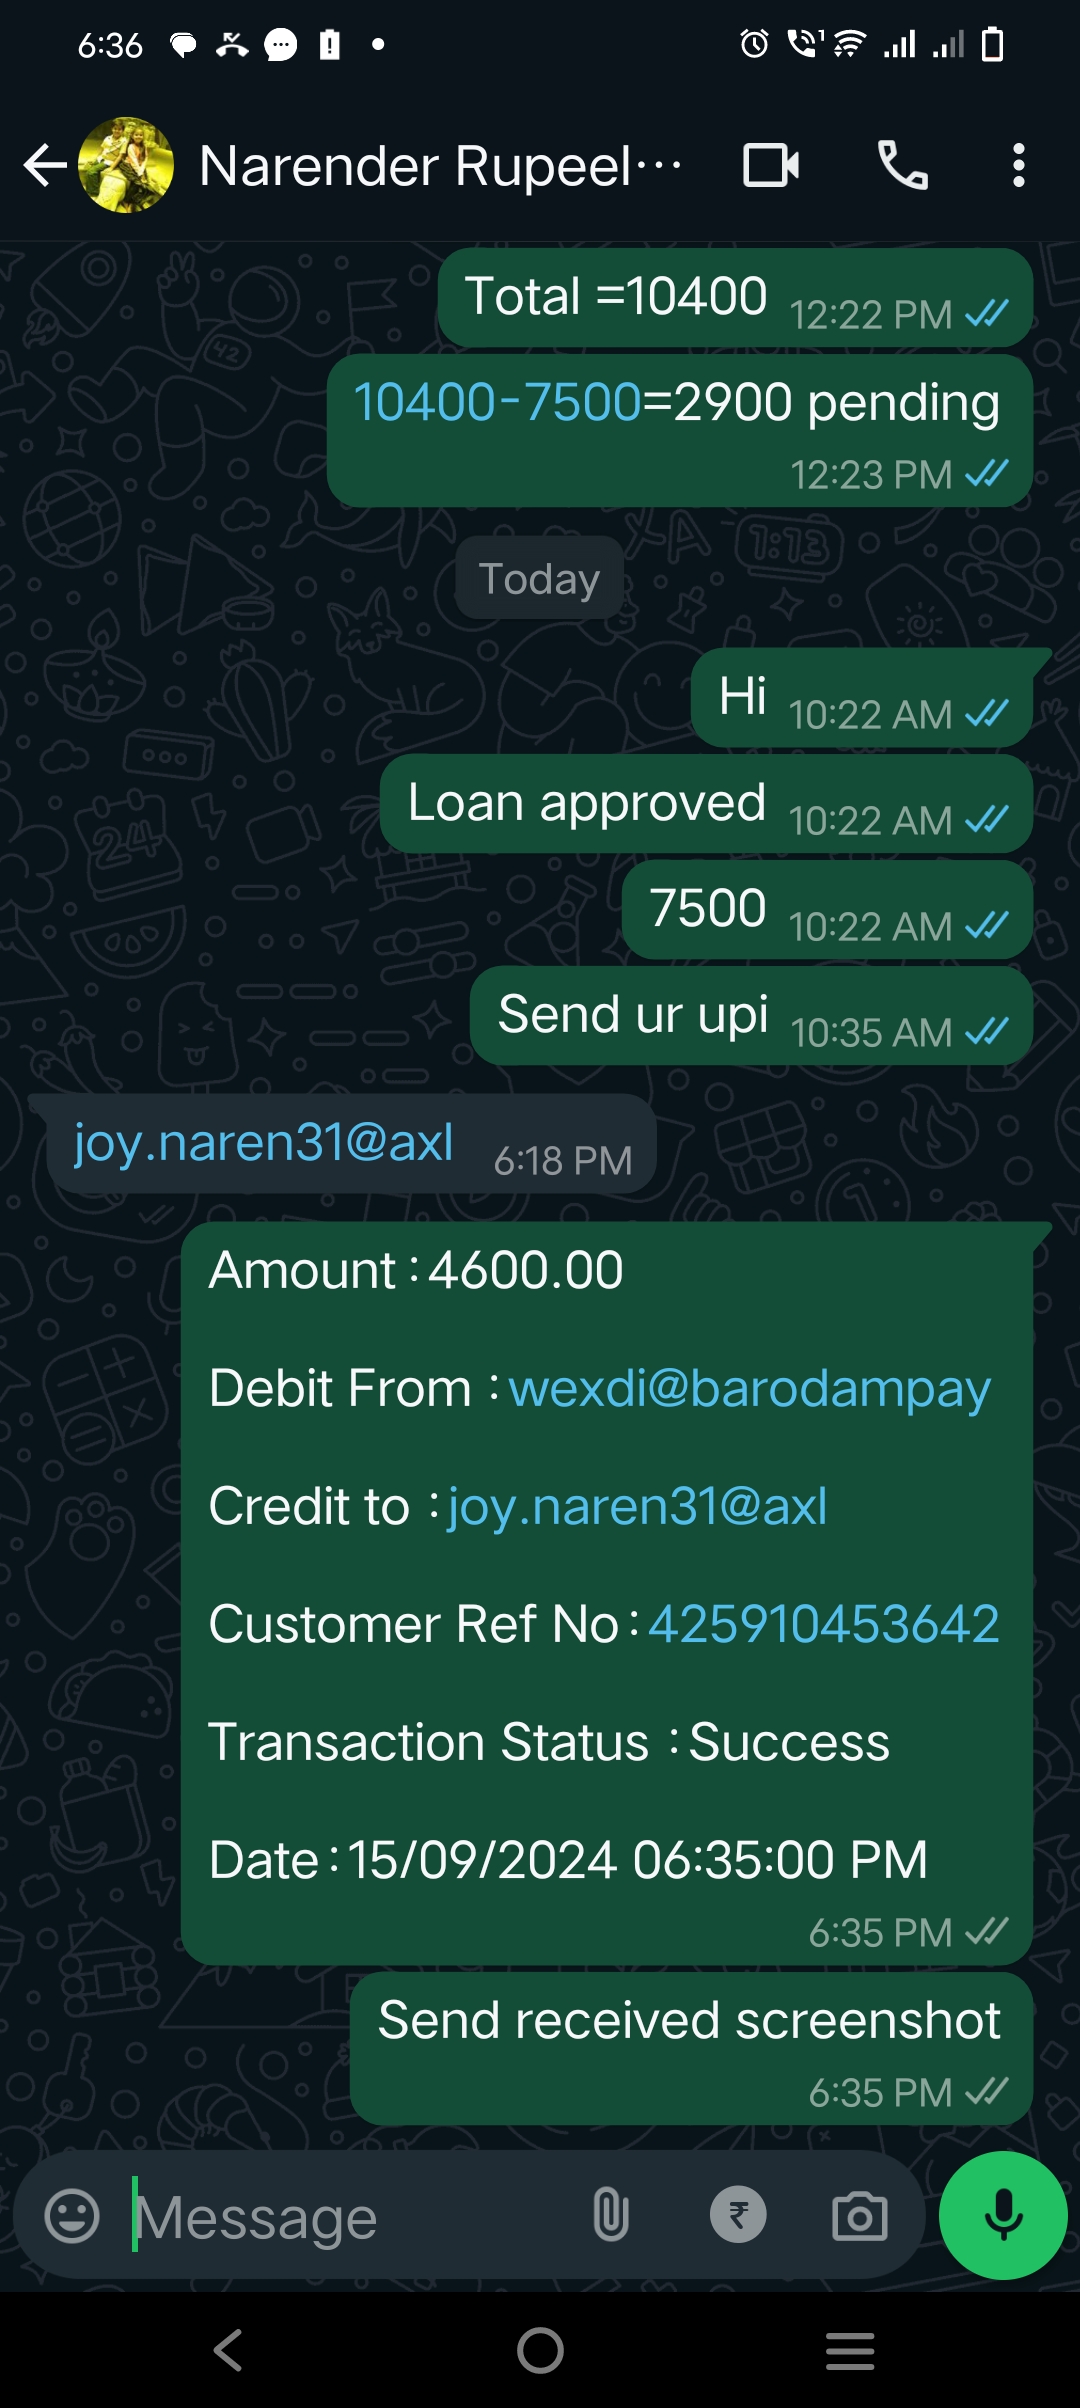 6:36
Narender Rupeel...
Total =10400 12:22 PM
10400-7500=2900 pending
12:23 PM
Today
Hi 10:22 AM
Loan approved 10:22 AM
7500 10:22 AM
Send ur upi 10:35 AM
joy.naren31@axl 6:18 PM
Amount : 4600.00
Debit From : wexdi@barodampay
Credit to : joy.naren31@axl
Customer Ref No : 425910453642
Transaction Status : Success
Date : 15/09/2024 06:35:00 PM
6:35 PM
Send received screenshot
6:35 PM
Message